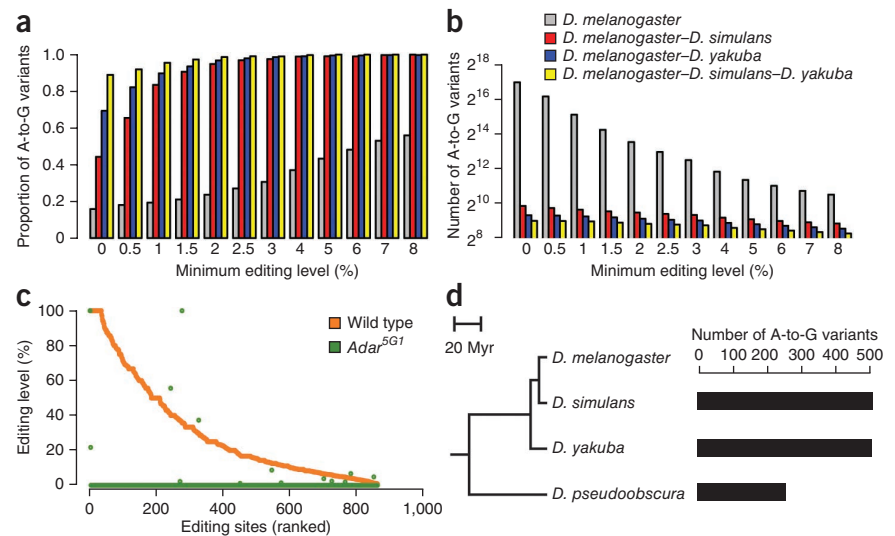 a
Proportion of A-to-G variants
1.0
0.8
0.6
0.4
0.2
0
0 0.5 1 1.5 2 2.5 3 4 5 6 7 8
Minimum editing level (%)
b
D. melanogaster
D. melanogaster–D. simulans
D. melanogaster–D. yakuba
D. melanogaster–D. simulans–D. yakuba
Number of A-to-G variants
2^18
2^14
2^12
2^10
2^8
0 0.5 1 1.5 2 2.5 3 4 5 6 7 8
Minimum editing level (%)
c
Editing level (%)
100
80
60
40
20
0
Wild type
Adar^5G1
0 200 400 600 800 1,000
Editing sites (ranked)
d
20 Myr
D. melanogaster
D. simulans
D. yakuba
D. pseudoobscura
Number of A-to-G variants
0 100 200 300 400 500